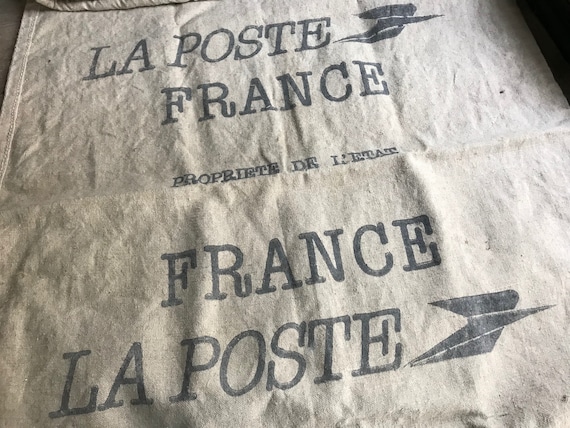 LA POSTE
FRANCE
PROPRIETE DE L'ETAT
FRANCE
LA POSTE